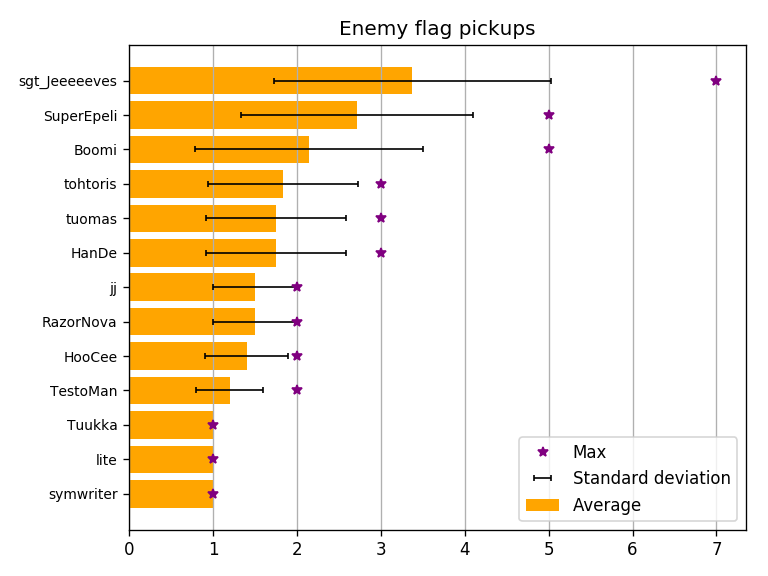 Enemy flag pickups
sgt_Jeeeeeves
SuperEpeli
Boomi
tohtoris
tuomas
HanDe
jj
RazorNova
HooCee
TestoMan
Tuukka
lite
symwriter
Max
Standard deviation
Average
0 1 2 3 4 5 6 7